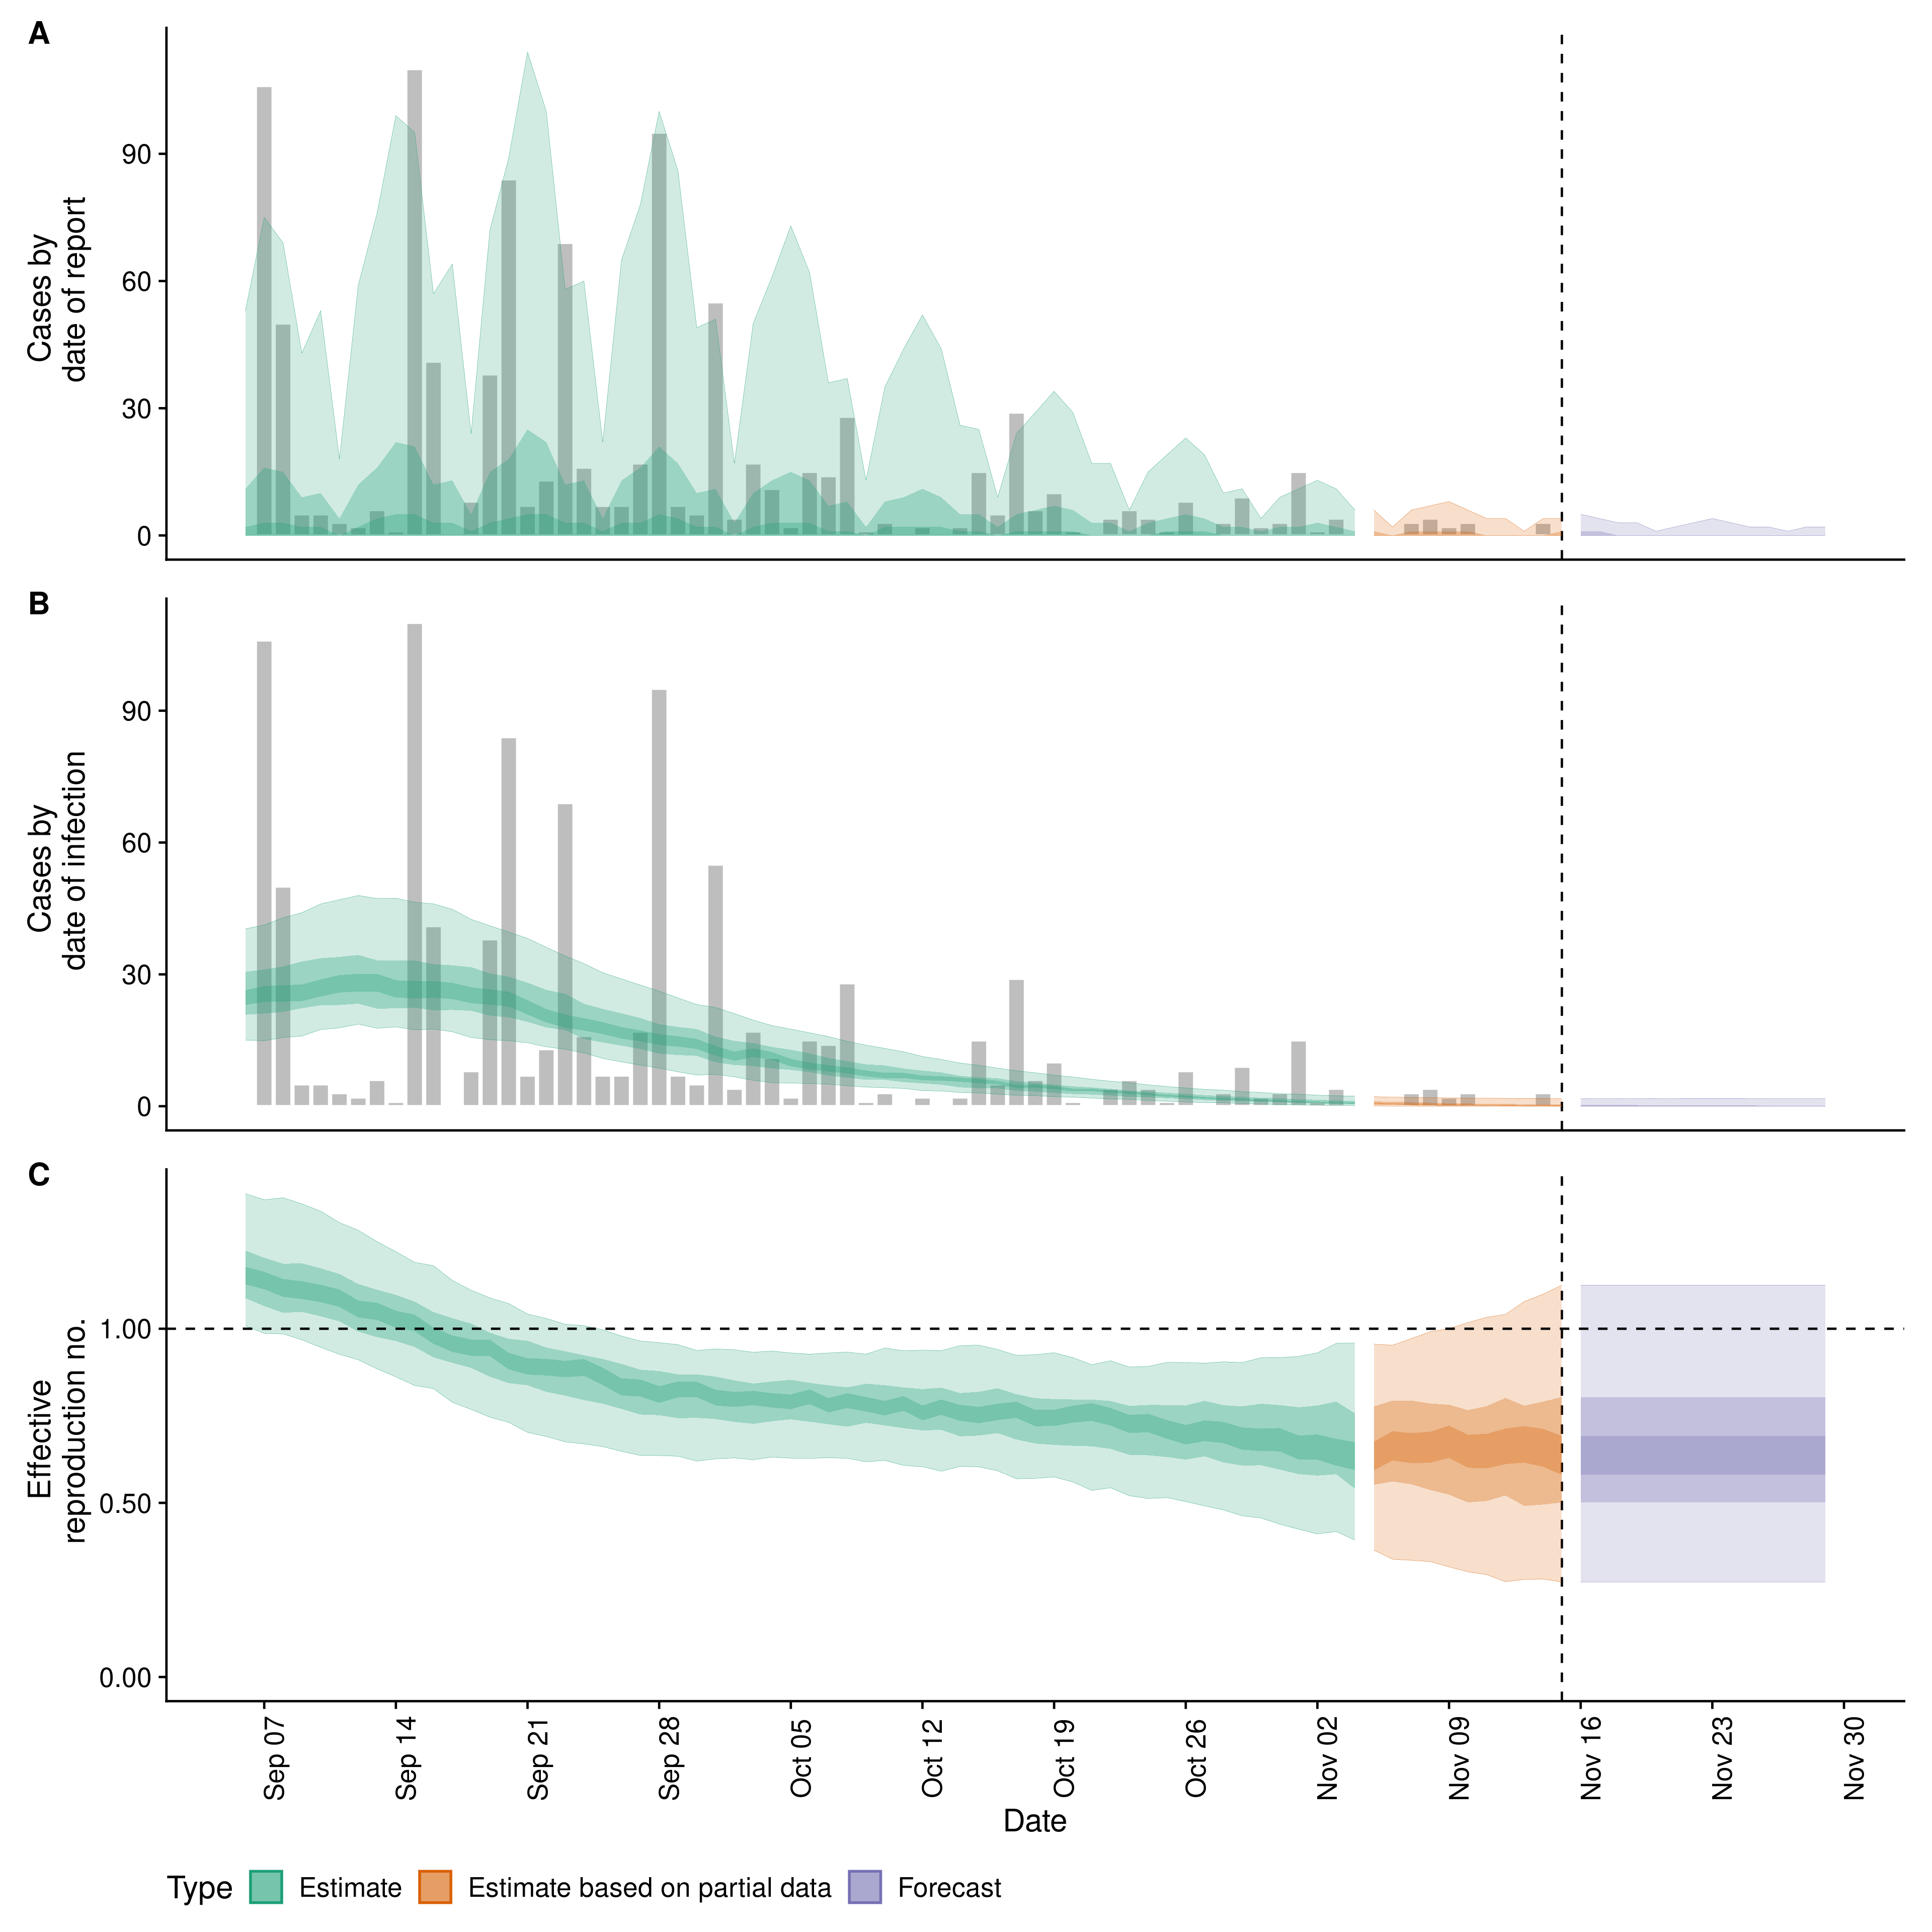 A
Cases by
date of report
90
60
30
0
B
Cases by
date of infection
90
60
30
0
C
Effective
reproduction no.
1.00
0.50
0.00
Sep 07
Sep 14
Sep 21
Sep 28
Oct 05
Oct 12
Oct 19
Oct 26
Nov 02
Nov 09
Nov 16
Nov 23
Nov 30
Date
Type Estimate Estimate based on partial data Forecast